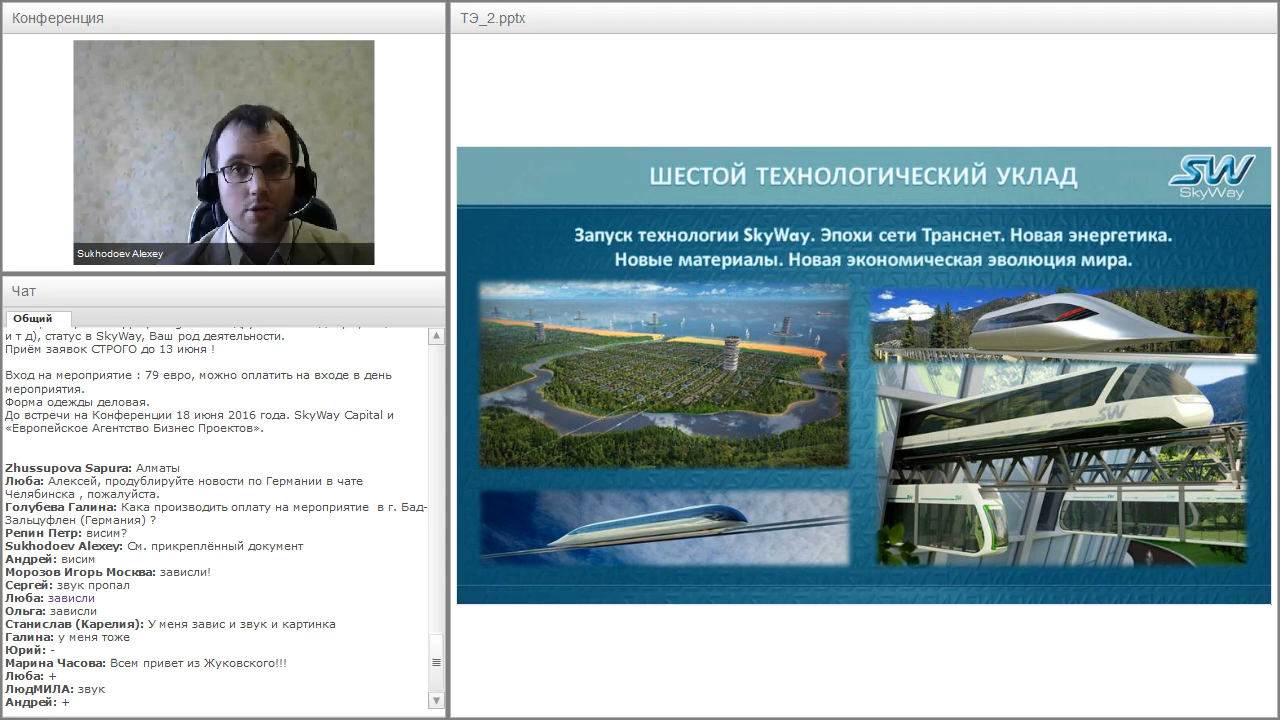 Конференция
Sukhodoev Alexey
Чат
Общий
и т д), статус в SkyWay, Ваш род деятельности.
Приём заявок СТРОГО до 13 июня !
Вход на мероприятие : 79 евро, можно оплатить на входе в день
мероприятия.
Форма одежды деловая.
До встречи на Конференции 18 июня 2016 года. SkyWay Capital и
«Европейское Агентство Бизнес Проектов».
Zhussupova Sapura: Алматы
Люба: Алексей, продублируйте новости по Германии в чате
Челябинска , пожалуйста.
Голубева Галина: Кака производить оплату на мероприятие в г. Бад-
Зальцуфлен (Германия) ?
Репин Петр: висим?
Sukhodoev Alexey: См. прикреплённый документ
Андрей: висим
Морозов Игорь Москва: зависли!
Сергей: звук пропал
Люба: зависли
Ольга: зависли
Станислав (Карелия): У меня завис и звук и картинка
Галина: у меня тоже
Юрий: -
Марина Часова: Всем привет из Жуковского!!!
Люба: +
ЛюдМИЛА: звук
Андрей: +
ТЭ_2.pptx
ШЕСТОЙ ТЕХНОЛОГИЧЕСКИЙ УКЛАД
SW
SkyWay
Запуск технологии SkyWay. Эпохи сети Транснет. Новая энергетика.
Новые материалы. Новая экономическая эволюция мира.
SW